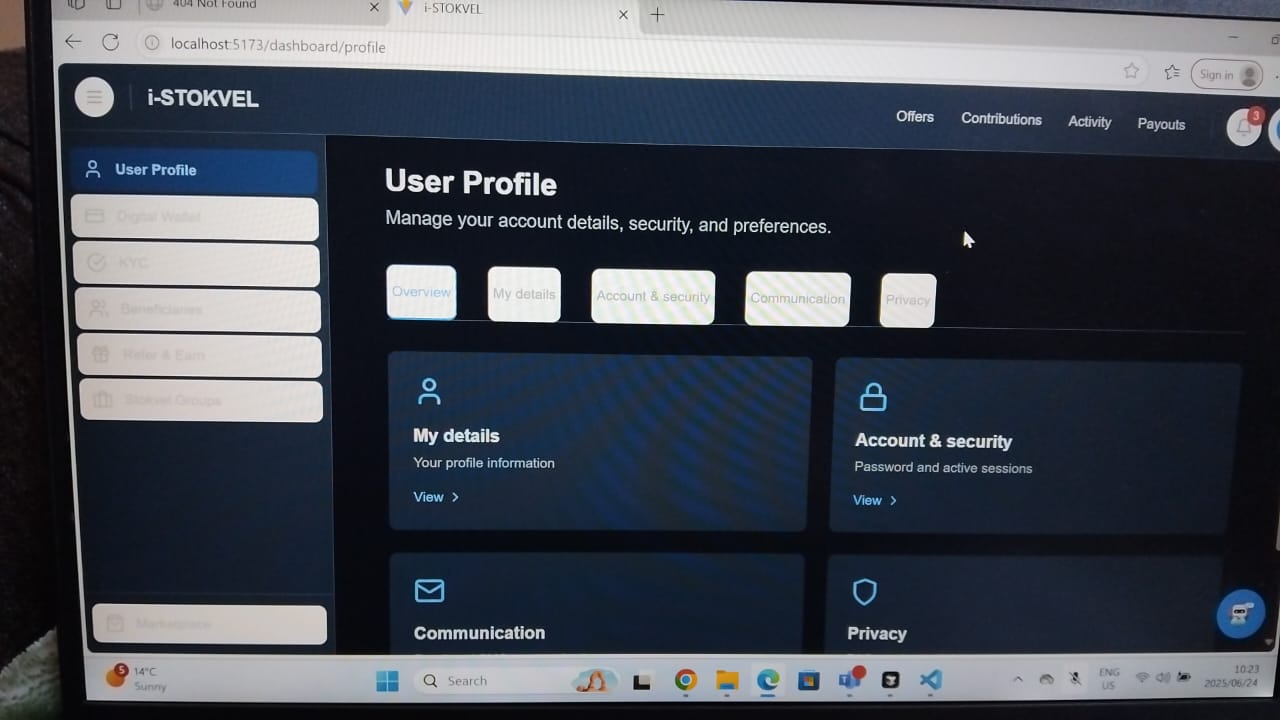 404 Not Found
i-STOKVEL
localhost:5173/dashboard/profile
Sign in
i-STOKVEL
Offers
Contributions
Activity
Payouts
3
User Profile
Digital Wallet
KYC
Beneficiaries
Refer & Earn
Stokvel Groups
Marketplace
User Profile
Manage your account details, security, and preferences.
Overview
My details
Account & security
Communication
Privacy
My details
Your profile information
View
Account & security
Password and active sessions
View
Communication
Privacy
5
14°C
Sunny
Search
ENG
US
10:23
2025/06/24